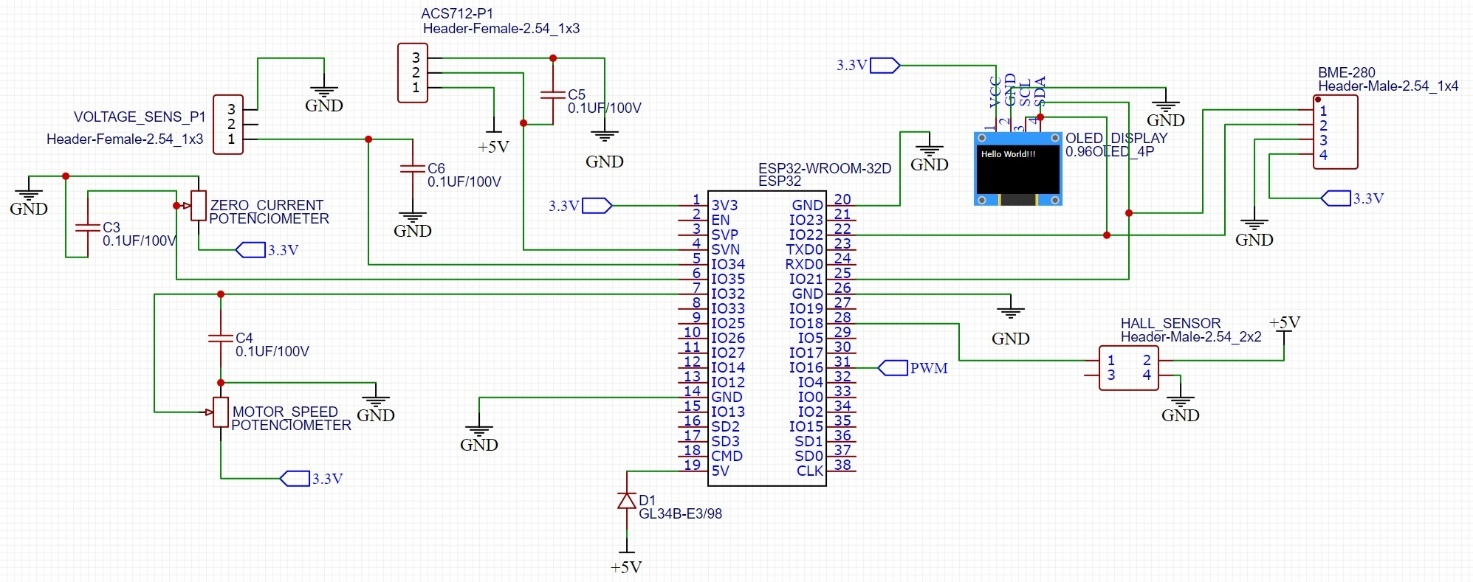 ACS712-P1
Header-Female-2.54_1x3
3
2
1
C5
0.1UF/100V
GND
+5V
VOLTAGE_SENS_P1
Header-Female-2.54_1x3
3
2
1
GND
C6
0.1UF/100V
GND
GND
C3
0.1UF/100V
ZERO_CURRENT
POTENCIOMETER
3.3V
C4
0.1UF/100V
GND
MOTOR_SPEED
POTENCIOMETER
3.3V
ESP32-WROOM-32D
ESP32
3.3V
1 3V3 GND 20
2 EN IO23 21
3 SVP IO22 22
4 SVN TXD0 23
5 IO34 RXD0 24
6 IO35 IO21 25
7 IO32 GND 26
8 IO33 IO19 27
9 IO25 IO18 28
10 IO26 IO5 29
11 IO27 IO17 30
12 IO14 IO16 31
13 IO12 IO4 32
14 GND IO0 33
15 IO13 IO2 34
16 SD2 IO15 35
17 SD3 SD1 36
18 CMD SD0 37
19 5V CLK 38
GND
D1
GL34B-E3/98
+5V
GND
GND
PWM
3.3V
VCC
GND
SCL
SDA
1
2
3
4
GND
OLED_DISPLAY
0.96OLED_4P
Hello World!!!
BME-280
Header-Male-2.54_1x4
1
2
3
4
3.3V
GND
HALL_SENSOR
Header-Male-2.54_2x2
1 2
3 4
+5V
GND